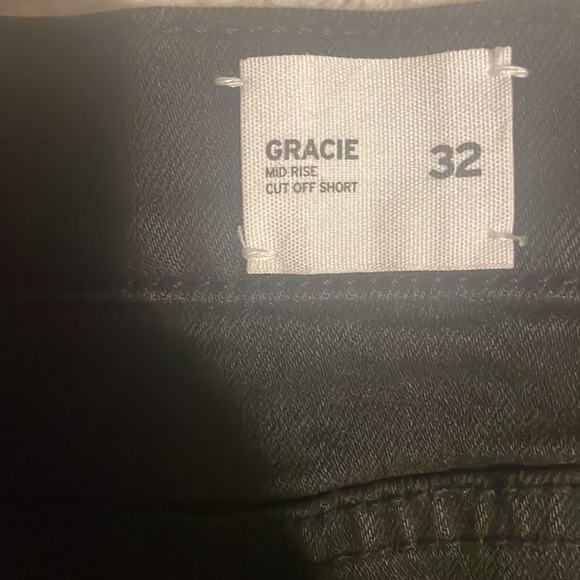 GRACIE
MID RISE
CUT OFF SHORT
32